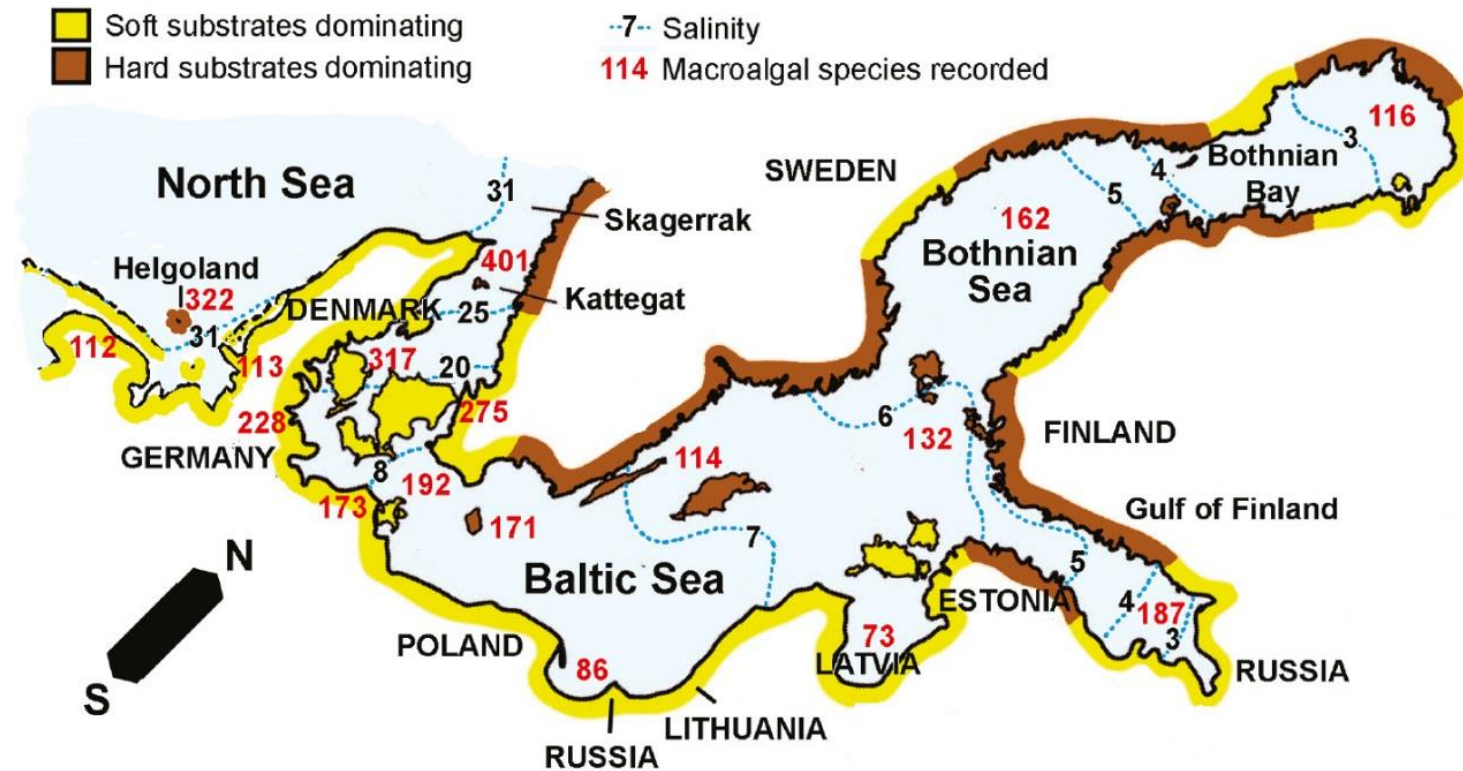 Soft substrates dominating
Hard substrates dominating
7 Salinity
114 Macroalgal species recorded
North Sea
31
Skagerrak
SWEDEN
5
4
Bothnian
Bay
3
116
162
Bothnian
Sea
Helgoland
322
31
112
113
DENMARK
401
Kattegat
25
317
20
275
228
GERMANY
8
192
173
171
114
7
Baltic Sea
6
132
FINLAND
Gulf of Finland
5
4
187
3
ESTONIA
73
LATVIA
RUSSIA
POLAND
86
LITHUANIA
RUSSIA
N
S